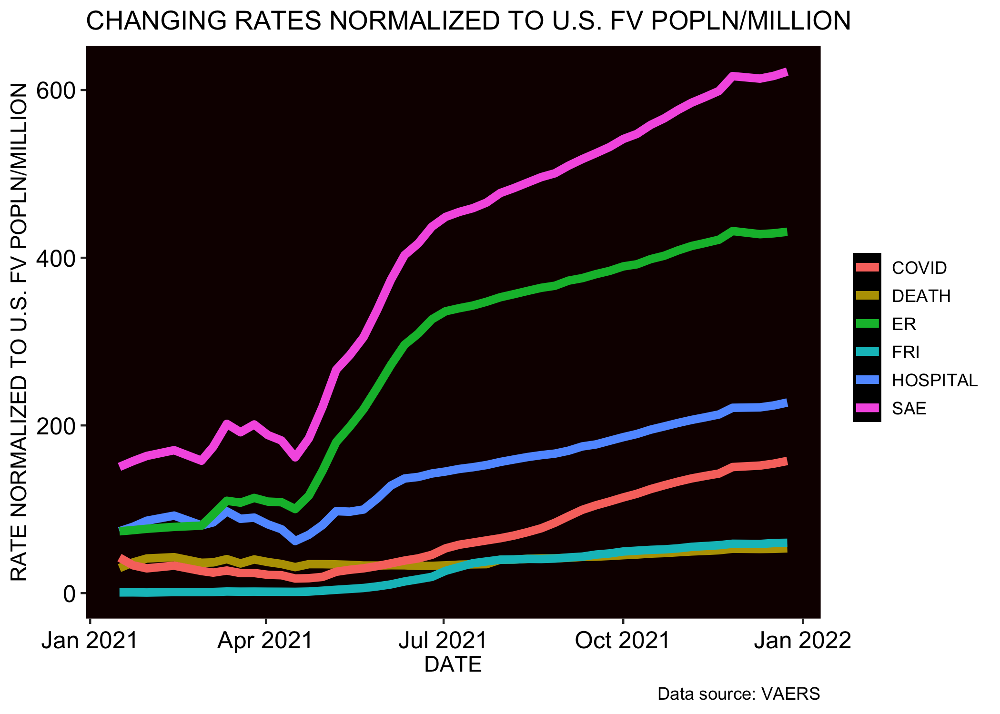 CHANGING RATES NORMALIZED TO U.S. FV POPLN/MILLION
RATE NORMALIZED TO U.S. FV POPLN/MILLION
600
400
200
0
Jan 2021 Apr 2021 Jul 2021 Oct 2021 Jan 2022
DATE
COVID
DEATH
ER
FRI
HOSPITAL
SAE
Data source: VAERS